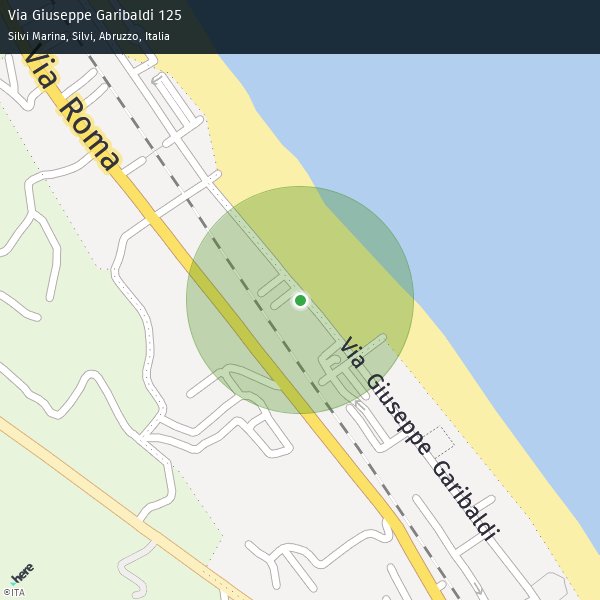 Via Giuseppe Garibaldi 125
Silvi Marina, Silvi, Abruzzo, Italia
Via Roma
Via Giuseppe Garibaldi
here
©ITA